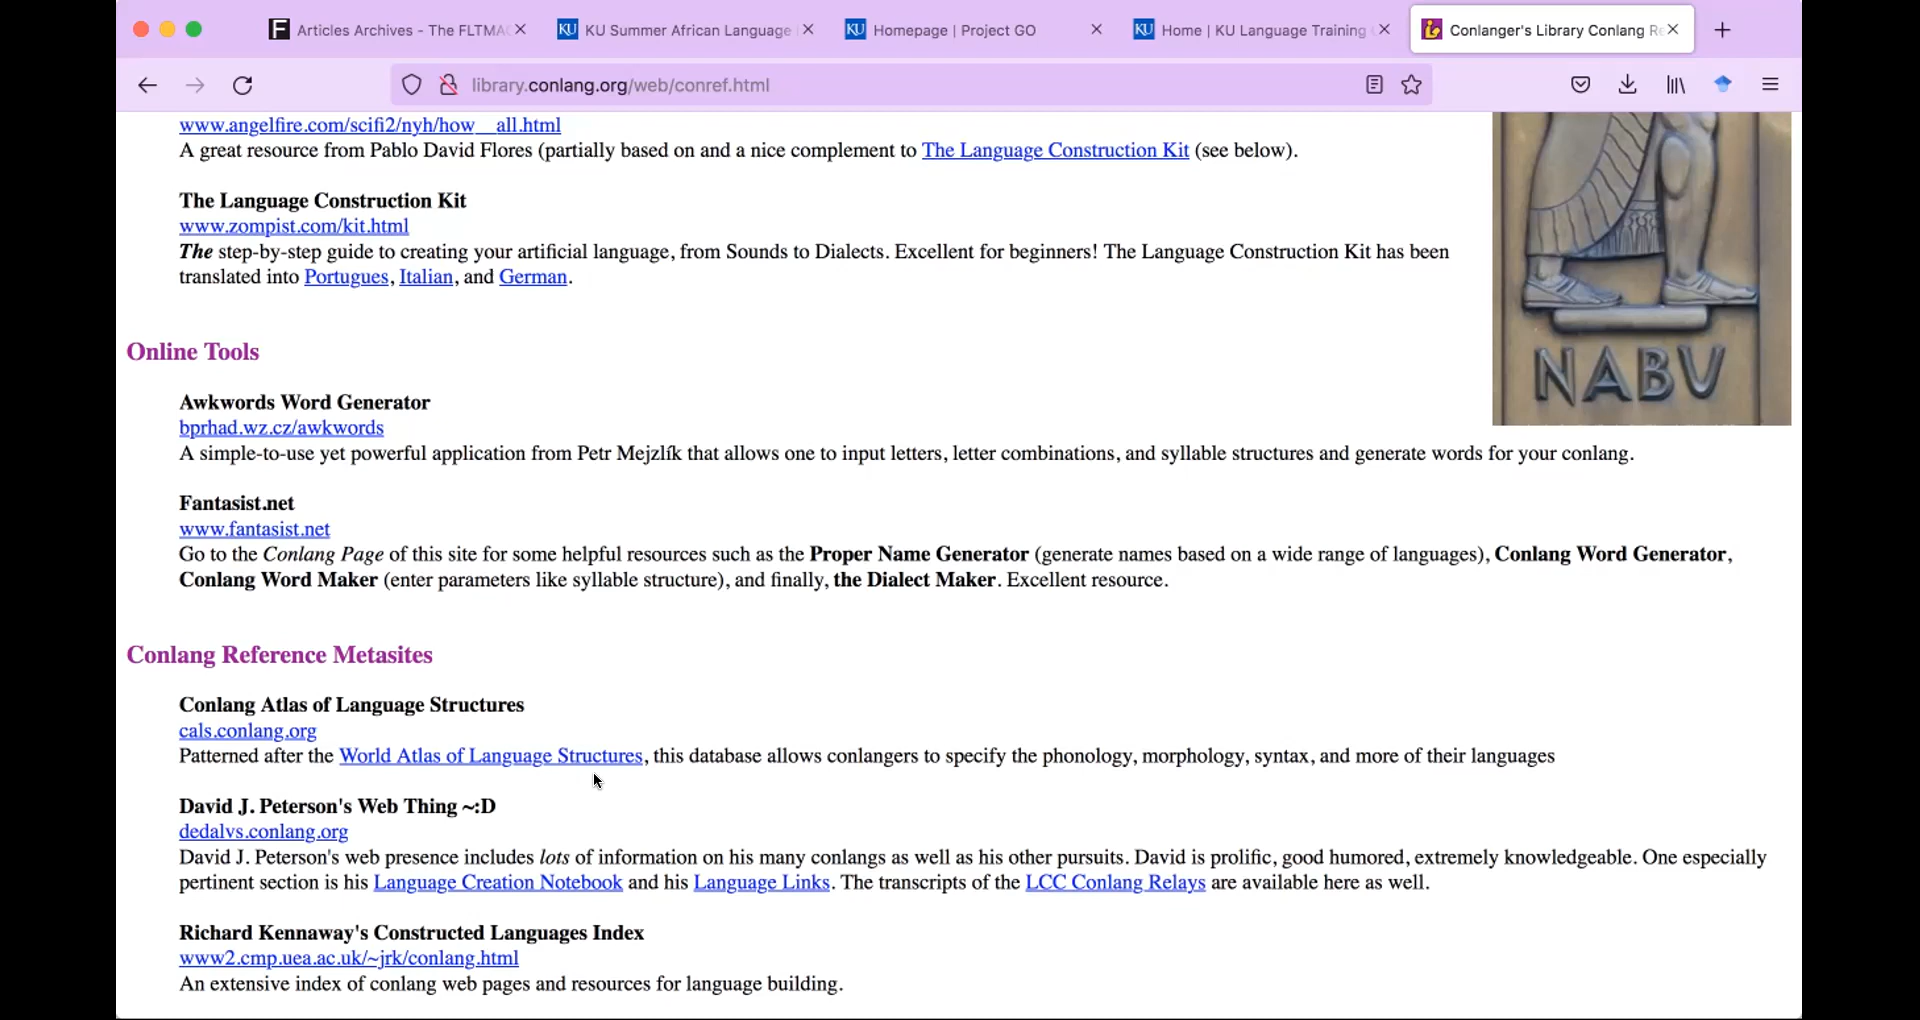 Articles Archives - The FLTMA
KU Summer African Language
Homepage | Project GO
Home | KU Language Training
Conlanger's Library Conlang Re
library.conlang.org/web/conref.html
www.angelfire.com/scifi2/nyh/how__all.html
A great resource from Pablo David Flores (partially based on and a nice complement to The Language Construction Kit (see below).
The Language Construction Kit
www.zompist.com/kit.html
The step-by-step guide to creating your artificial language, from Sounds to Dialects. Excellent for beginners! The Language Construction Kit has been
translated into Portugues, Italian, and German.
NABU
Online Tools
Awkwords Word Generator
bprhad.wz.cz/awkwords
A simple-to-use yet powerful application from Petr Mejzlík that allows one to input letters, letter combinations, and syllable structures and generate words for your conlang.
Fantasist.net
www.fantasist.net
Go to the Conlang Page of this site for some helpful resources such as the Proper Name Generator (generate names based on a wide range of languages), Conlang Word Generator,
Conlang Word Maker (enter parameters like syllable structure), and finally, the Dialect Maker. Excellent resource.
Conlang Reference Metasites
Conlang Atlas of Language Structures
cals.conlang.org
Patterned after the World Atlas of Language Structures, this database allows conlangers to specify the phonology, morphology, syntax, and more of their languages
David J. Peterson's Web Thing ~:D
dedalvs.conlang.org
David J. Peterson's web presence includes lots of information on his many conlangs as well as his other pursuits. David is prolific, good humored, extremely knowledgeable. One especially
pertinent section is his Language Creation Notebook and his Language Links. The transcripts of the LCC Conlang Relays are available here as well.
Richard Kennaway's Constructed Languages Index
www2.cmp.uea.ac.uk/~jrk/conlang.html
An extensive index of conlang web pages and resources for language building.